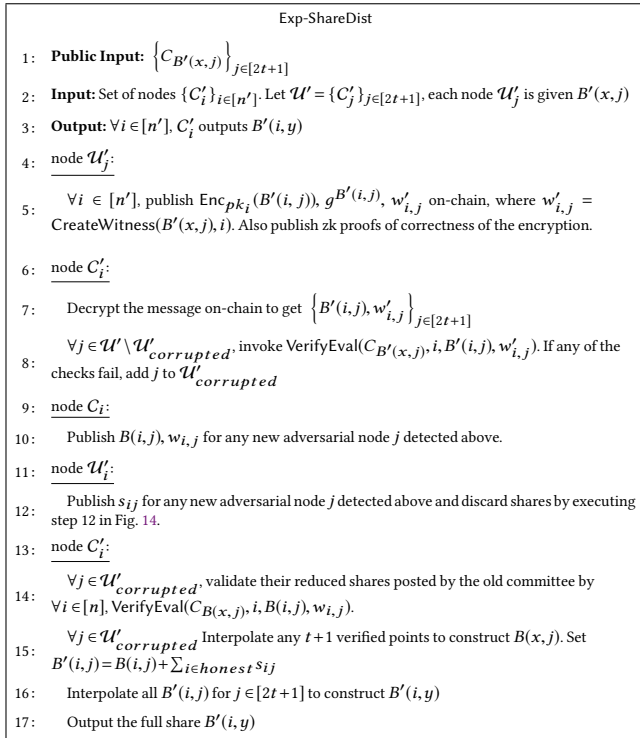 Exp-ShareDist
1: Public Input: {C_{B′(x,j)}}_{j∈[2t+1]}
2: Input: Set of nodes {C′_i}_{i∈[n′]}. Let 𝒰′ = {C′_j}_{j∈[2t+1]}, each node 𝒰′_j is given B′(x,j)
3: Output: ∀i∈[n′], C′_i outputs B′(i,y)
4: node 𝒰′_j:
∀i ∈ [n′], publish Enc_{pk_i}(B′(i,j)), g^{B′(i,j)}, w′_{i,j} on-chain, where w′_{i,j} =
5: CreateWitness(B′(x,j),i). Also publish zk proofs of correctness of the encryption.
6: node C′_i:
7: Decrypt the message on-chain to get {B′(i,j),w′_{i,j}}_{j∈[2t+1]}
∀j∈𝒰′\𝒰′_{corrupted}, invoke VerifyEval(C_{B′(x,j)},i,B′(i,j),w′_{i,j}). If any of the
8: checks fail, add j to 𝒰′_{corrupted}
9: node C_i:
10: Publish B(i,j),w_{i,j} for any new adversarial node j detected above.
11: node 𝒰′_i:
Publish s_{ij} for any new adversarial node j detected above and discard shares by executing
12: step 12 in Fig. 14.
13: node C′_i:
∀j∈𝒰′_{corrupted}, validate their reduced shares posted by the old committee by
14: ∀i∈[n], VerifyEval(C_{B(x,j)},i,B(i,j),w_{i,j}).
∀j∈𝒰′_{corrupted} Interpolate any t+1 verified points to construct B(x,j). Set
15: B′(i,j)=B(i,j)+∑_{i∈honest} s_{ij}
16: Interpolate all B′(i,j) for j∈[2t+1] to construct B′(i,y)
17: Output the full share B′(i,y)